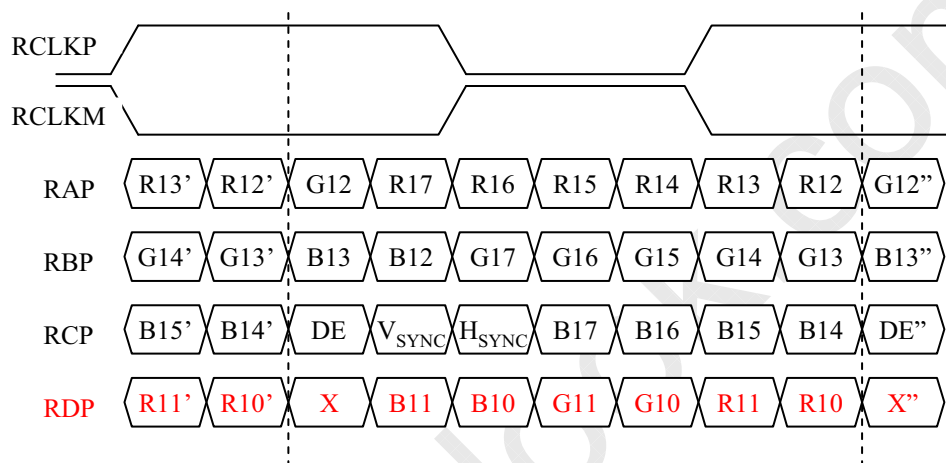 RCLKP
RCLKM
RAP R13’ R12’ G12 R17 R16 R15 R14 R13 R12 G12”
RBP G14’ G13’ B13 B12 G17 G16 G15 G14 G13 B13”
RCP B15’ B14’ DE VSYNC HSYNC B17 B16 B15 B14 DE”
RDP R11’ R10’ X B11 B10 G11 G10 R11 R10 X”